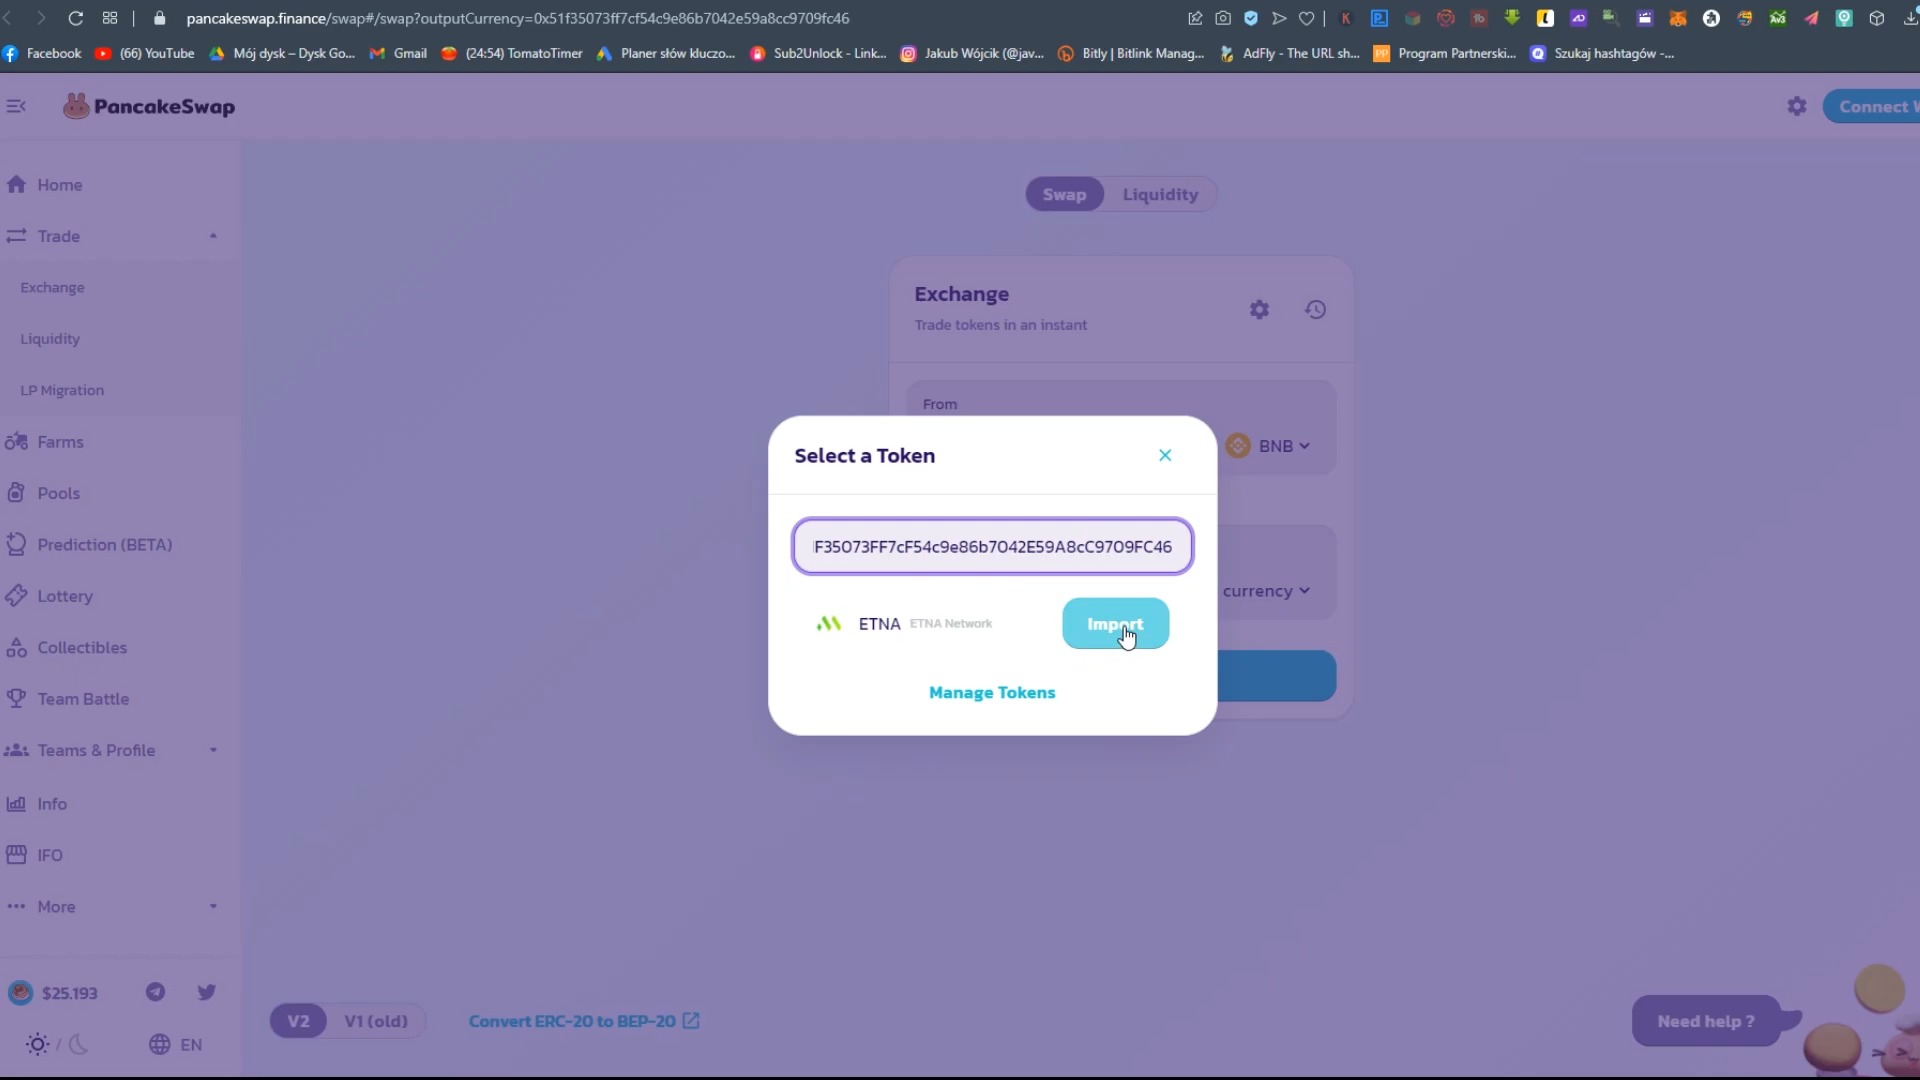 pancakeswap.finance/swap#/swap?outputCurrency=0x51f35073ff7cf54c9e86b7042e59a8cc9709fc46
Facebook (66) YouTube Mój dysk – Dysk Go... Gmail (24:54) TomatoTimer Planer słów kluczo... Sub2Unlock - Link... Jakub Wójcik (@jav... Bitly | Bitlink Manag... AdFly - The URL sh... Program Partnerski... Szukaj hashtagów -...
PancakeSwap
Connect W
Home
Trade
Exchange
Liquidity
LP Migration
Farms
Pools
Prediction (BETA)
Lottery
Collectibles
Team Battle
Teams & Profile
Info
IFO
More
$25.193
EN
Swap Liquidity
Exchange
Trade tokens in an instant
From
BNB
currency
Select a Token
F35073FF7cF54c9e86b7042E59A8cC9709FC46
ETNA ETNA Network Import
Manage Tokens
V2 V1 (old) Convert ERC-20 to BEP-20
Need help ?